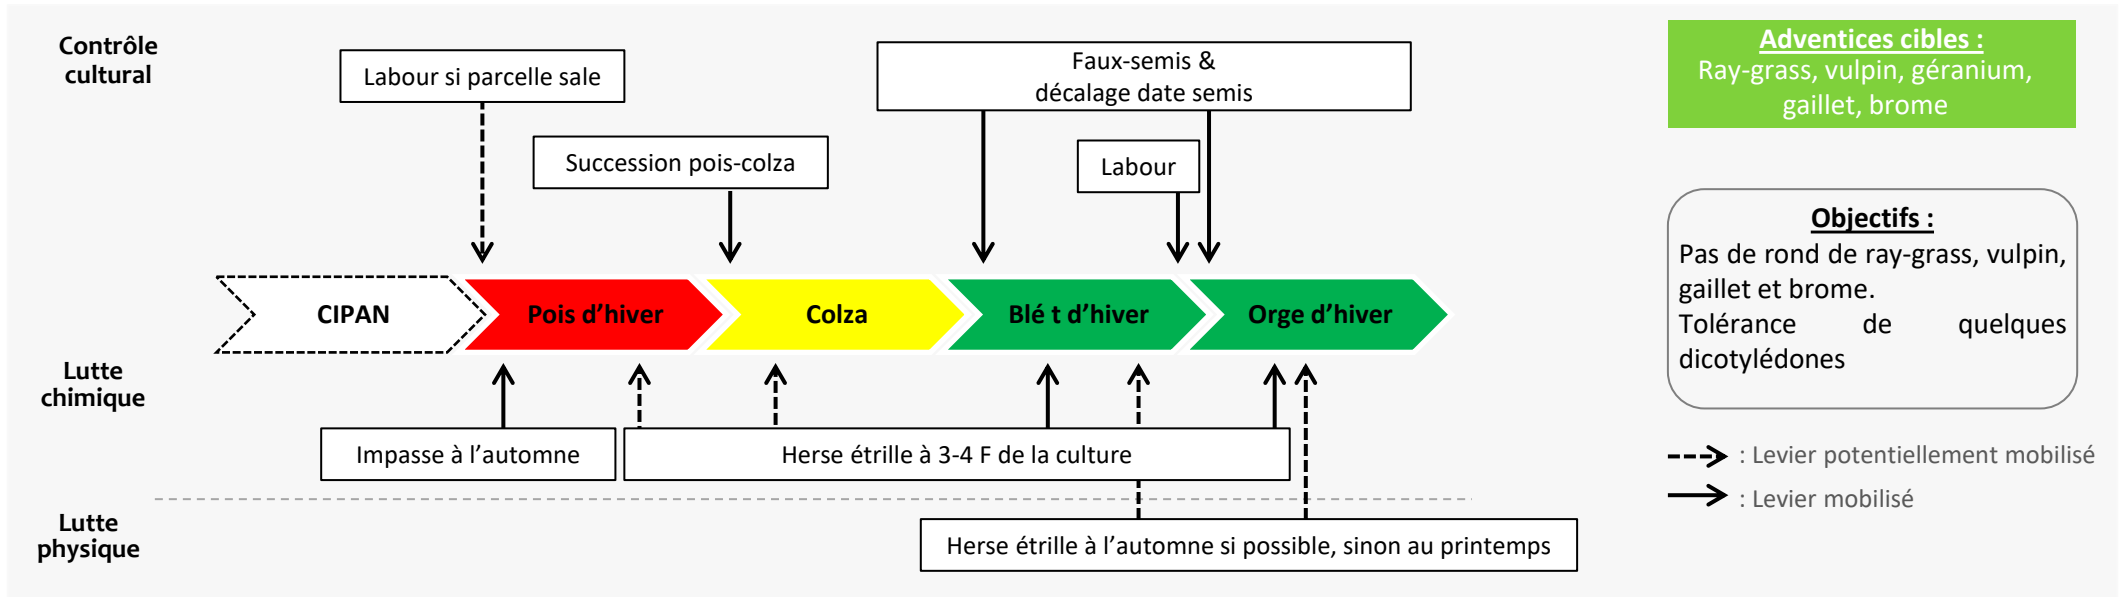 Contrôle
cultural
Labour si parcelle sale
Faux-semis &
décalage date semis
Succession pois-colza
Labour
CIPAN
Pois d’hiver
Colza
Blé t d’hiver
Orge d’hiver
Lutte
chimique
Impasse à l’automne
Herse étrille à 3-4 F de la culture
Lutte
physique
Herse étrille à l’automne si possible, sinon au printemps
Adventices cibles :
Ray-grass, vulpin, géranium,
gaillet, brome
Objectifs :
Pas de rond de ray-grass, vulpin,
gaillet et brome.
Tolérance de quelques
dicotylédones
: Levier potentiellement mobilisé
: Levier mobilisé